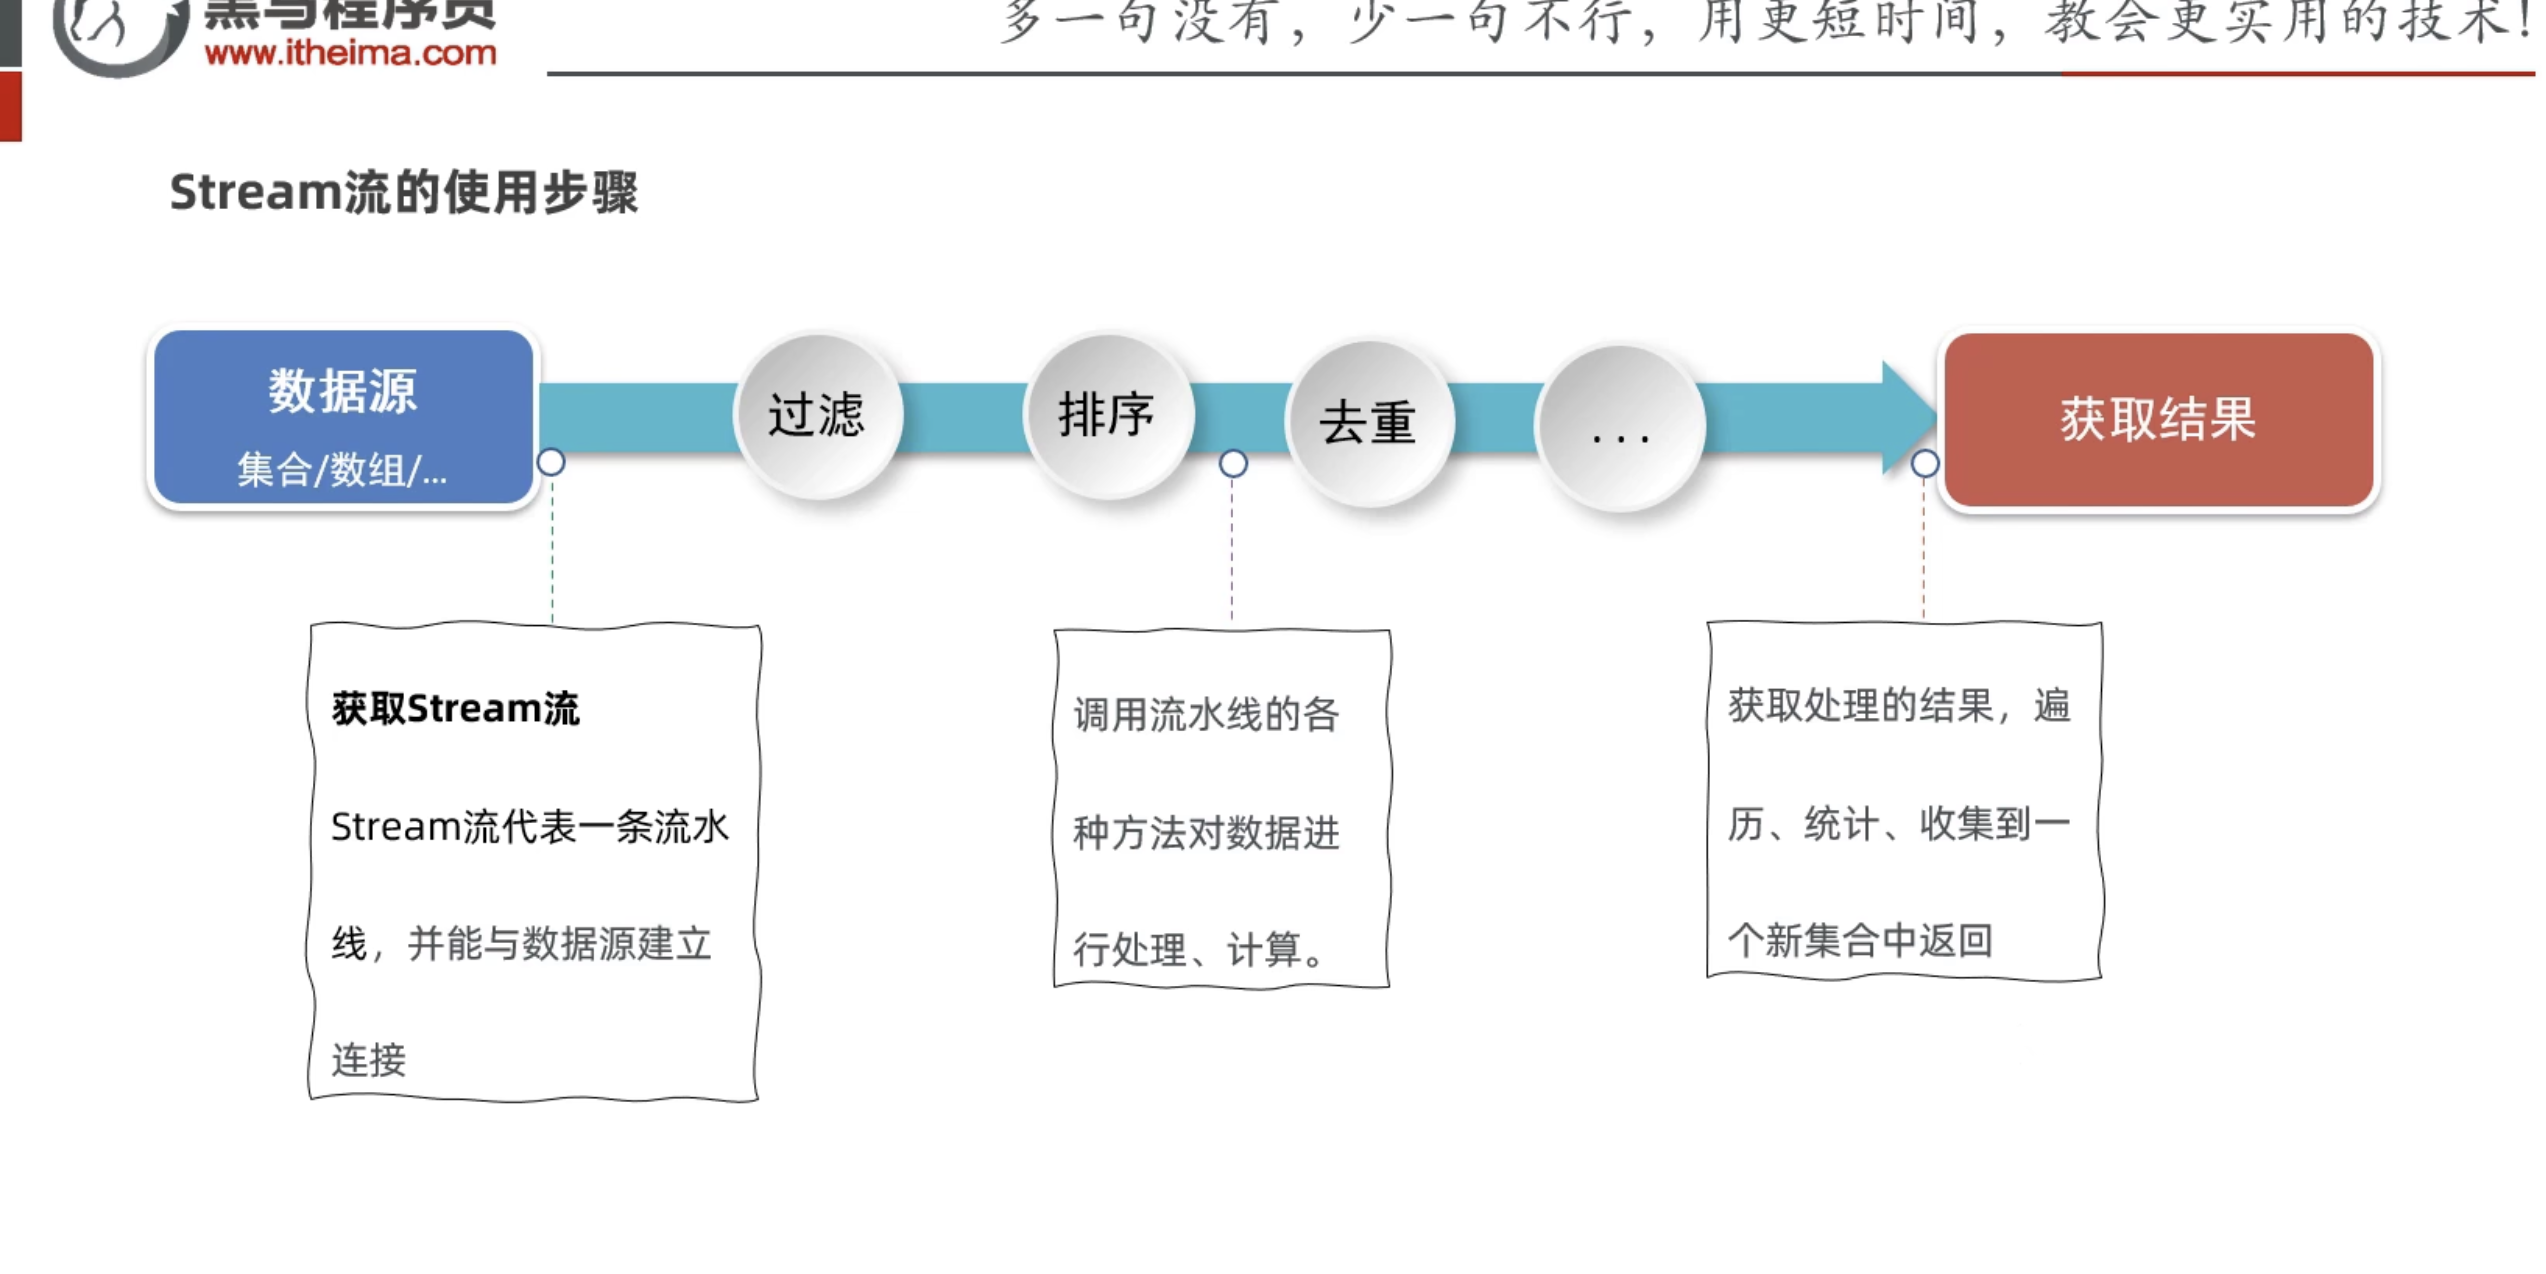 黑马程序员
www.itheima.com
多一句没有，少一句不行，用更短时间，教会更实用的技术！
Stream流的使用步骤
数据源
集合/数组/...
过滤
排序
去重
...
获取结果
获取Stream流
Stream流代表一条流水
线，并能与数据源建立
连接
调用流水线的各
种方法对数据进
行处理、计算。
获取处理的结果，遍
历、统计、收集到一
个新集合中返回